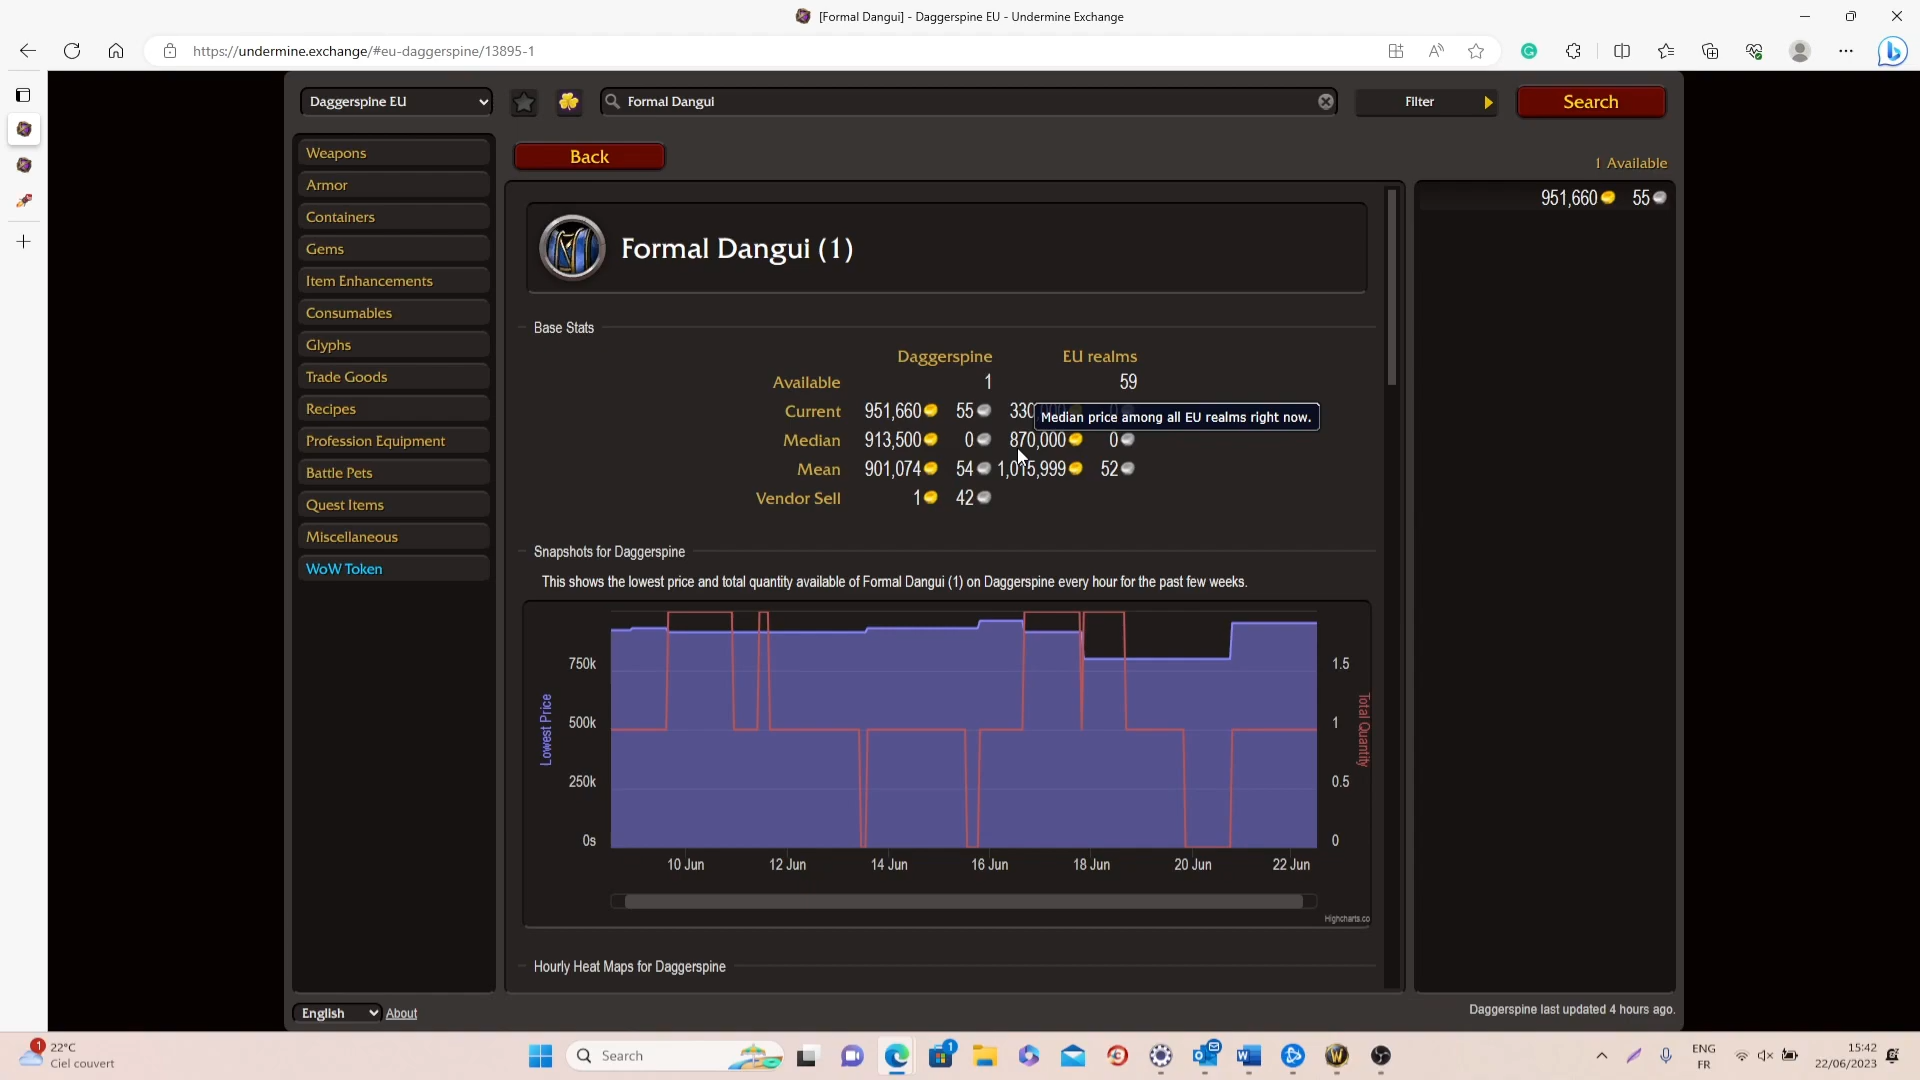 [Formal Dangui] - Daggerspine EU - Undermine Exchange
https://undermine.exchange/#eu-daggerspine/13895-1
Daggerspine EU
Formal Dangui
Filter
Search
Weapons
Armor
Containers
Gems
Item Enhancements
Consumables
Glyphs
Trade Goods
Recipes
Profession Equipment
Battle Pets
Quest Items
Miscellaneous
WoW Token
Back
1 Available
951,660 55
Formal Dangui (1)
Base Stats
Daggerspine EU realms
Available 1 59
Current 951,660 55
Median price among all EU realms right now.
Median 913,500 0 870,000 0
Mean 901,074 54 1,015,999 52
Vendor Sell 1 42
Snapshots for Daggerspine
This shows the lowest price and total quantity available of Formal Dangui (1) on Daggerspine every hour for the past few weeks.
Lowest Price
750k
500k
250k
0s
1.5
1
0.5
0
Total Quantity
10 Jun 12 Jun 14 Jun 16 Jun 18 Jun 20 Jun 22 Jun
Highcharts.co
Hourly Heat Maps for Daggerspine
English About
Daggerspine last updated 4 hours ago.
1
22°C
Ciel couvert
Search
1
ENG
FR
15:42
22/06/2023